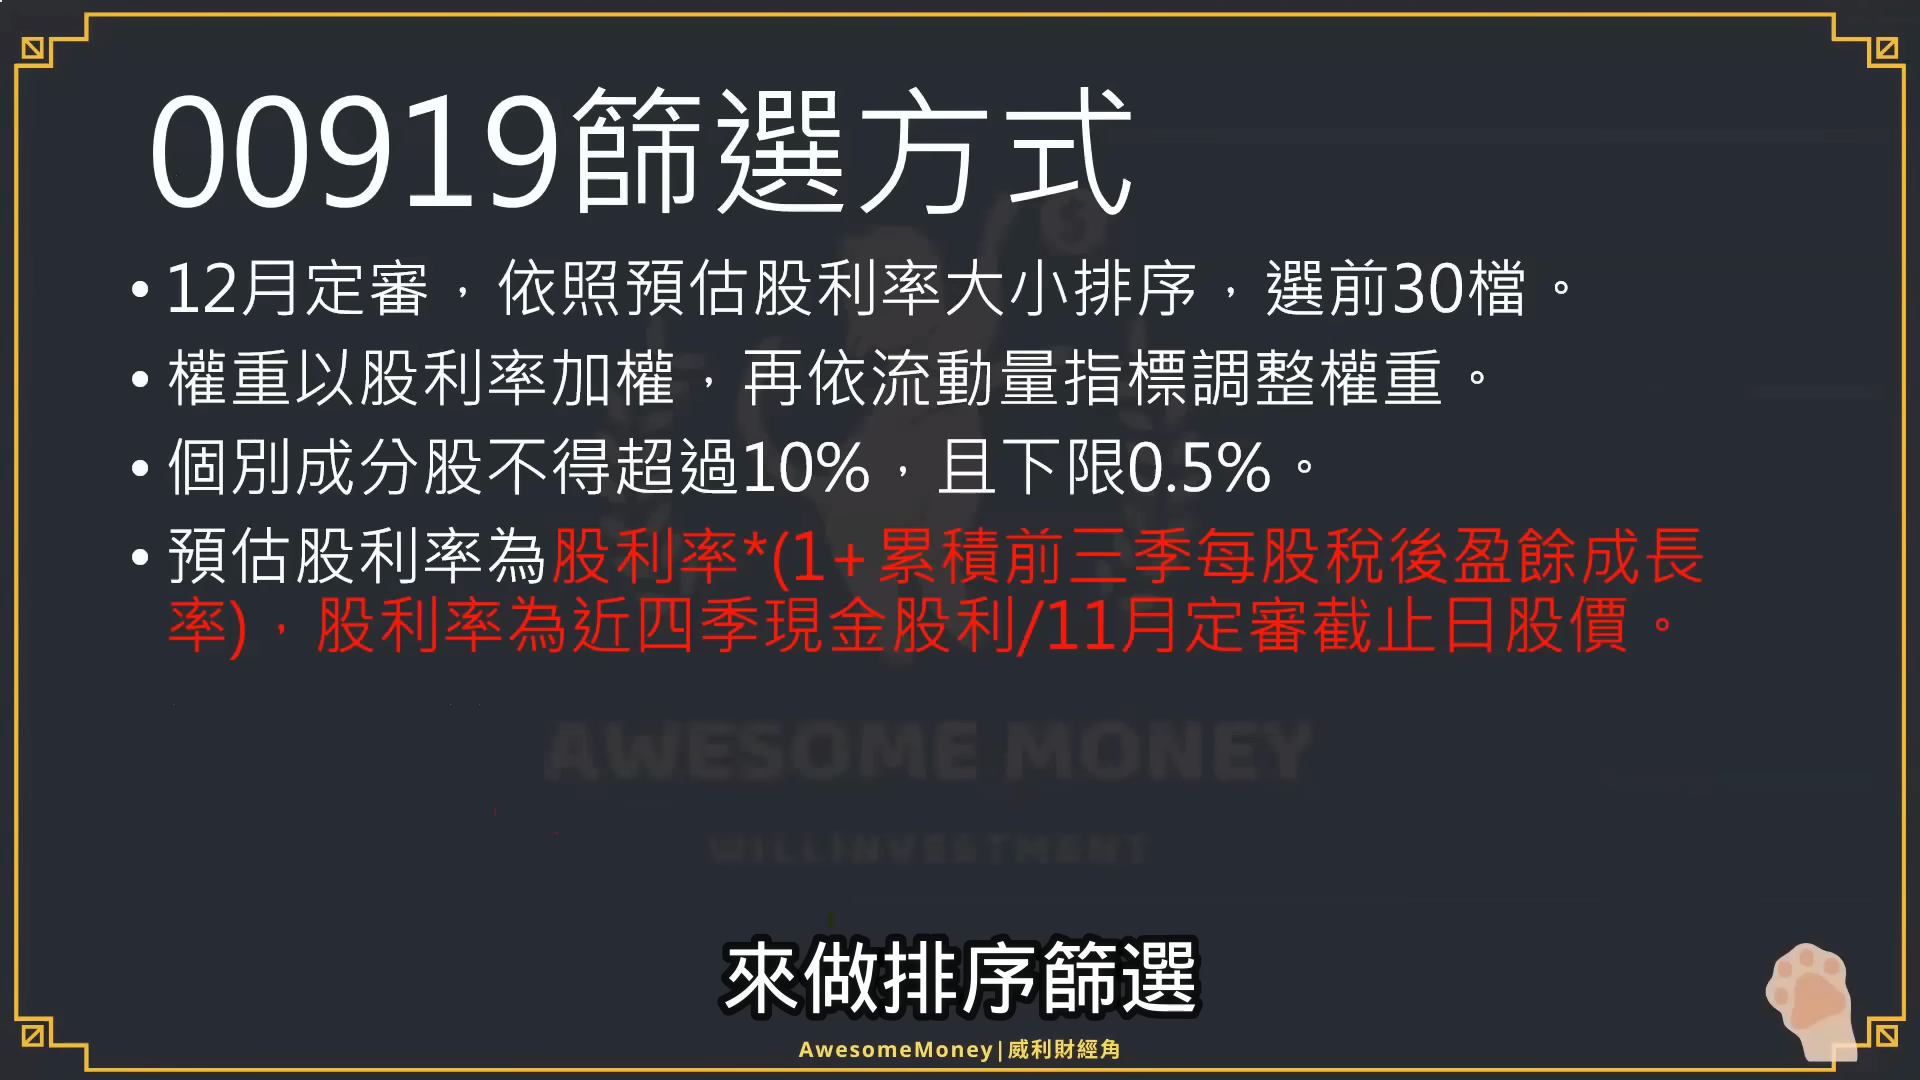 00919篩選方式
• 12月定審，依照預估股利率大小排序，選前30檔。
• 權重以股利率加權，再依流動量指標調整權重。
• 個別成分股不得超過10%，且下限0.5%。
• 預估股利率為股利率*(1+累積前三季每股稅後盈餘成長
率)，股利率為近四季現金股利/11月定審截止日股價。
AWESOME MONEY
WILLINVESTMENT
來做排序篩選
AwesomeMoney|威利財經角